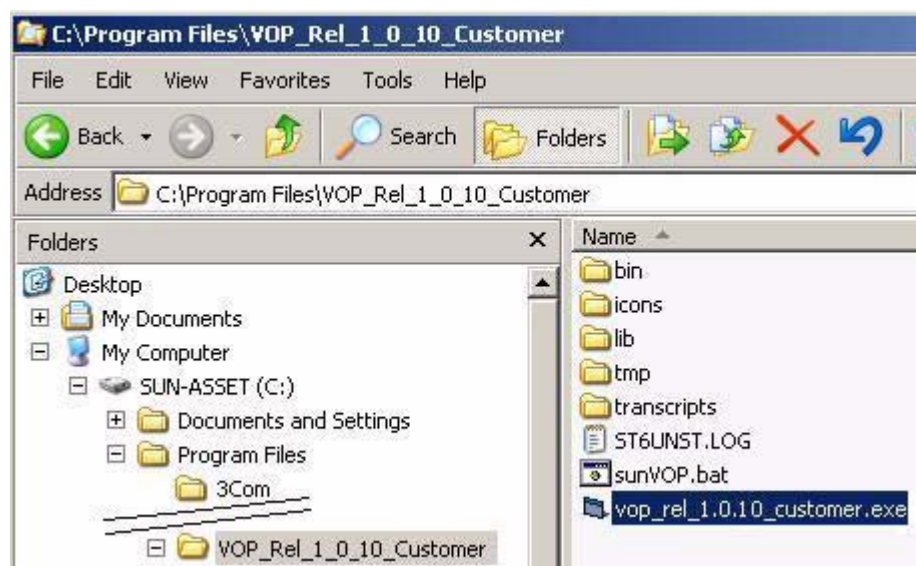 C:\Program Files\VOP_Rel_1_0_10_Customer
File Edit View Favorites Tools Help
Back Search Folders
Address C:\Program Files\VOP_Rel_1_0_10_Customer
Folders
Desktop
My Documents
My Computer
SUN-ASSET (C:)
Documents and Settings
Program Files
3Com
VOP_Rel_1_0_10_Customer
Name
bin
icons
lib
tmp
transcripts
ST6UNST.LOG
sunVOP.bat
vop_rel_1.0.10_customer.exe